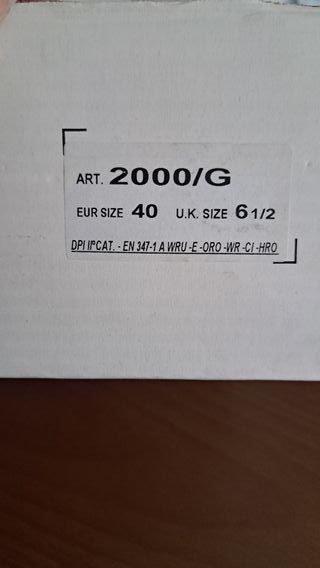 ART. 2000/G
EUR SIZE 40 U.K. SIZE 6 1/2
DPI II°CAT. - EN 347-1 A WRU -E -ORO -WR -CI -HRO